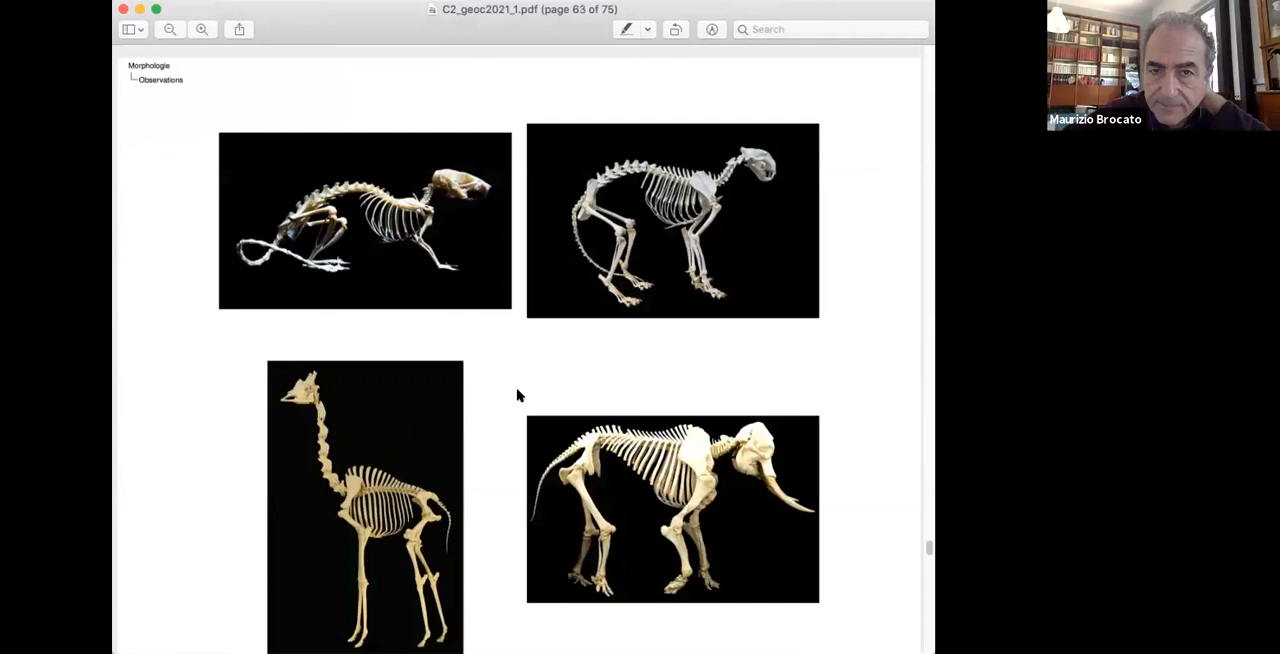 C2_geoc2021_1.pdf (page 63 of 75)
Search
Morphologie
Observations
Maurizio Brocato